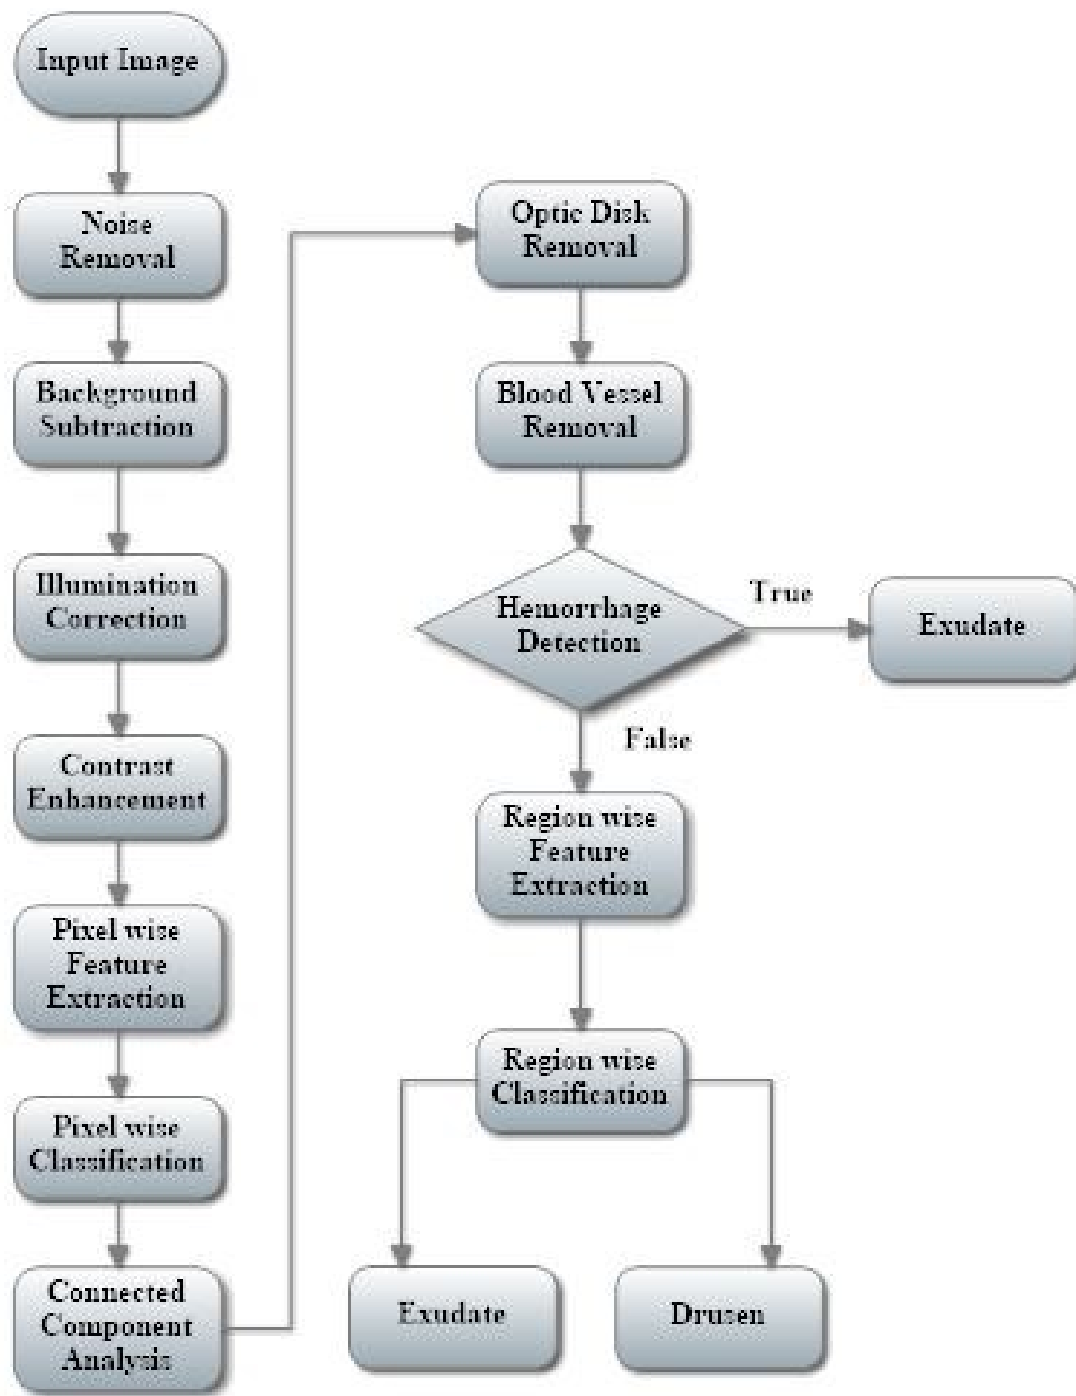 Input Image
Noise
Removal
Background
Subtraction
Illumination
Correction
Contrast
Enhancement
Pixel wise
Feature
Extraction
Pixel wise
Classification
Connected
Component
Analysis
Optic Disk
Removal
Blood Vessel
Removal
Hemorrhage
Detection
True
Exudate
False
Region wise
Feature
Extraction
Region wise
Classification
Exudate
Drusen